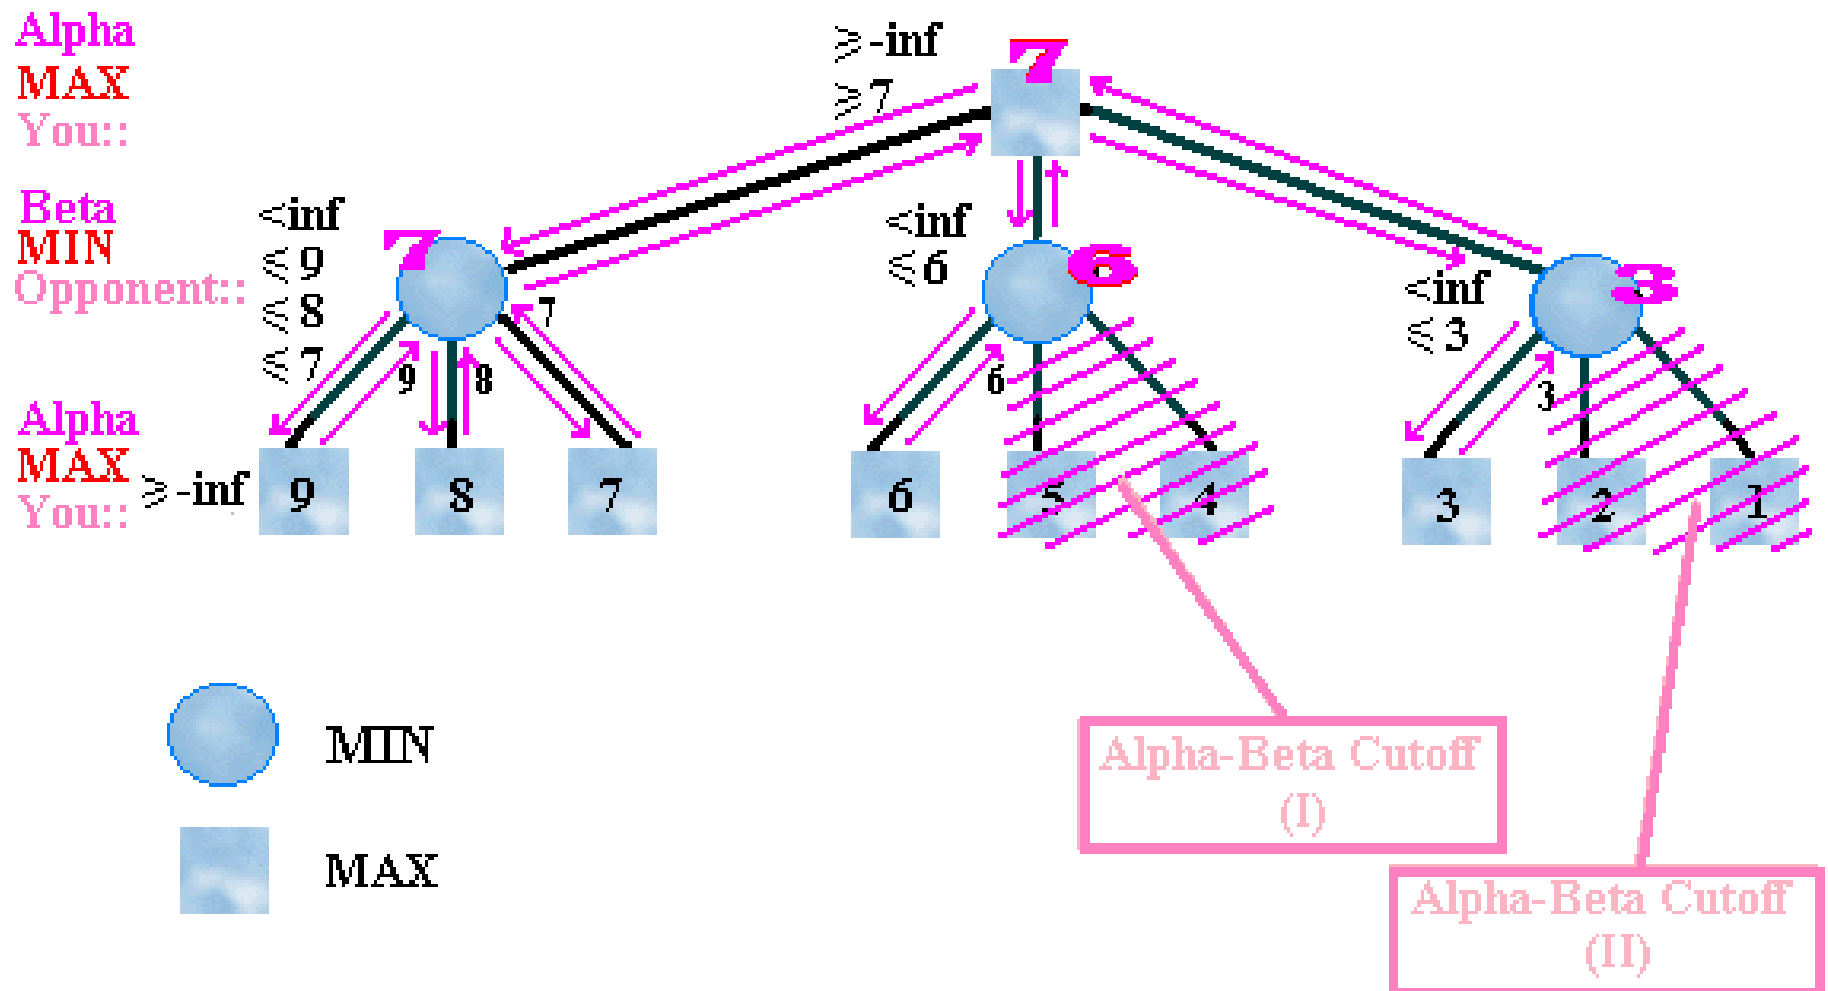 Alpha
MAX
You::
⩾-inf
⩾7
7
Beta
MIN
Opponent::
<inf
⩽9
⩽8
⩽7
7
7
<inf
⩽6
6
<inf
⩽3
3
9
8
6
3
Alpha
MAX
You::
⩾-inf
9
8
7
6
5
4
3
2
1
MIN
MAX
Alpha-Beta Cutoff
(I)
Alpha-Beta Cutoff
(II)